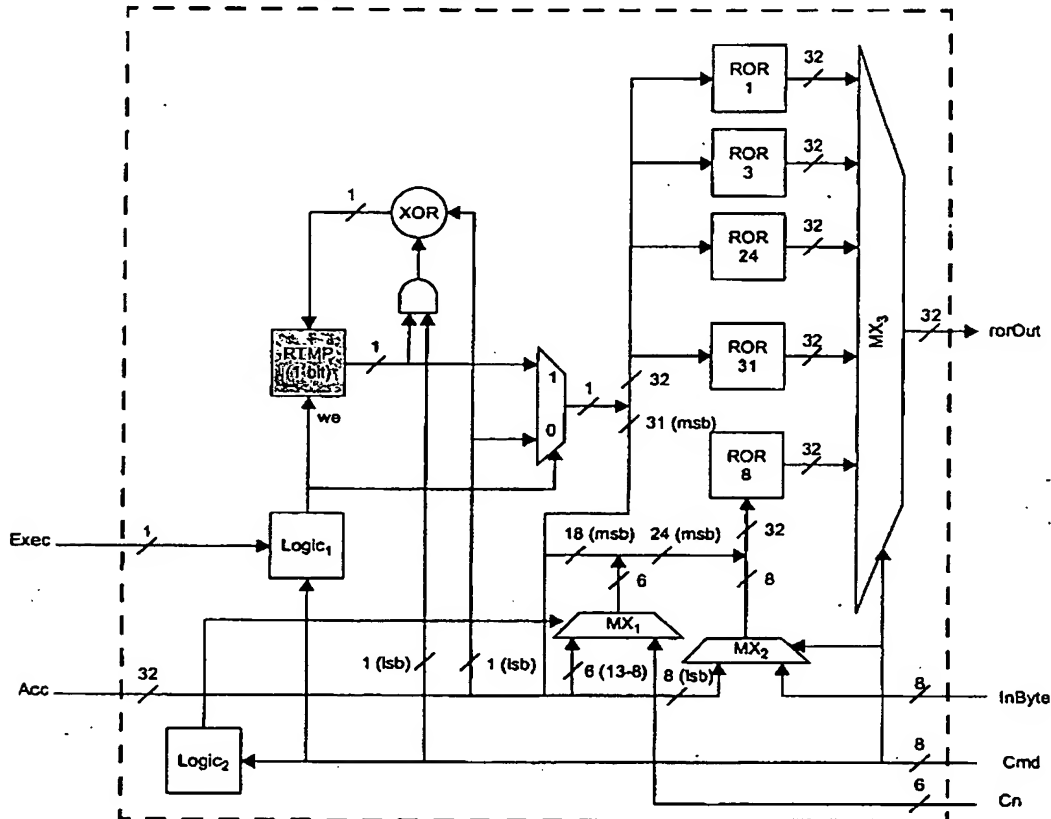 ROR
1
32
ROR
3
32
ROR
24
32
ROR
31
32
ROR
8
32
MX3
32
rorOut
1
XOR
RTMP
(1-bit)
1
we
1
0
1
32
31 (msb)
Exec
1
Logic1
18 (msb)
24 (msb)
32
6
8
MX1
MX2
1 (lsb)
1 (lsb)
6 (13-8)
8 (lsb)
Acc
32
8
InByte
Logic2
8
Cmd
6
Cn